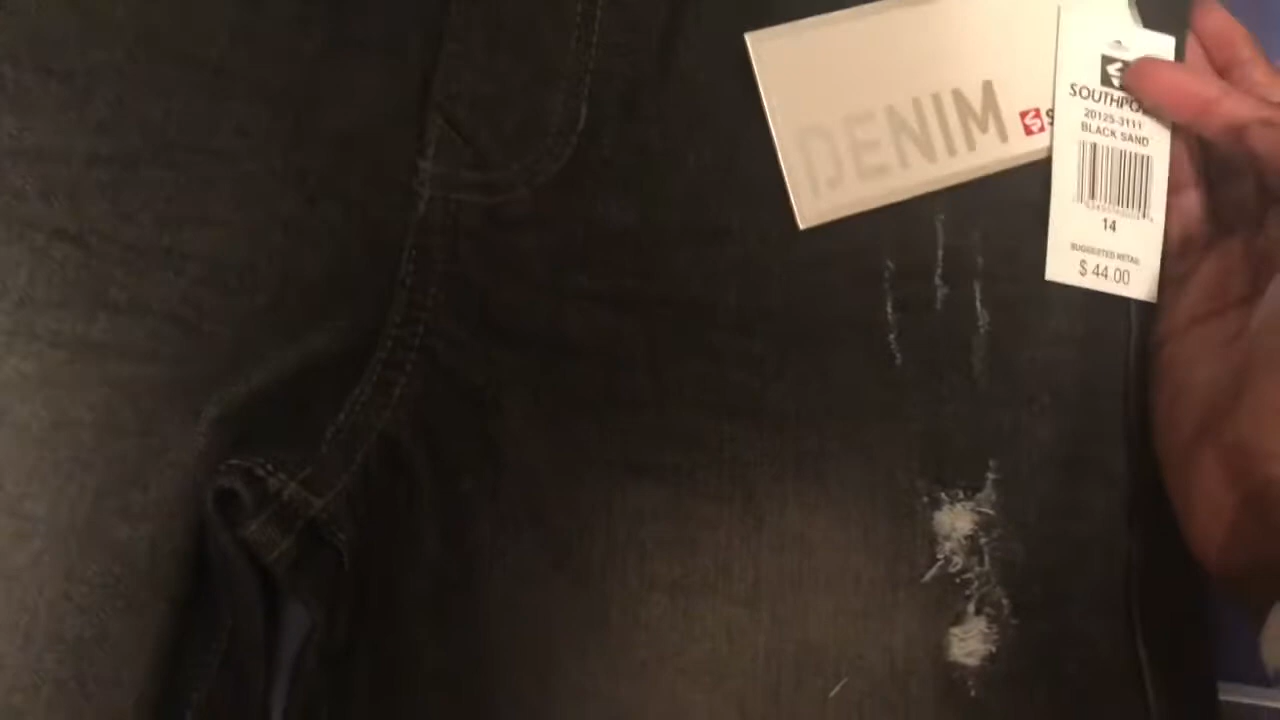 DENIM
SOUTHPO
20125-3111
BLACK SAND
14
SUGGESTED RETAIL
$ 44.00